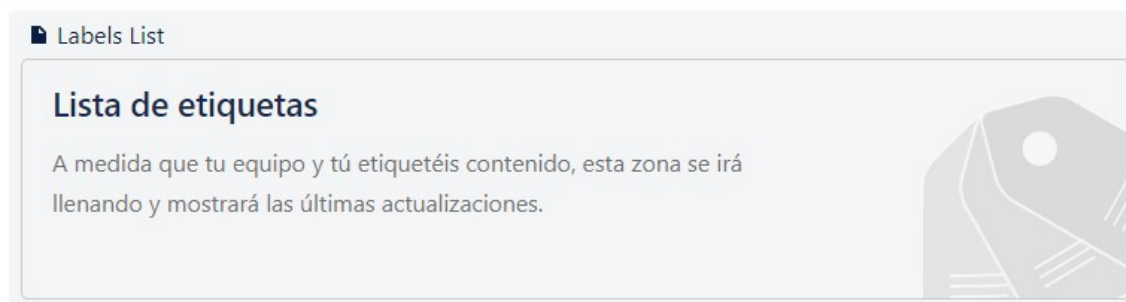 Labels List
Lista de etiquetas
A medida que tu equipo y tú etiquetéis contenido, esta zona se irá
llenando y mostrará las últimas actualizaciones.